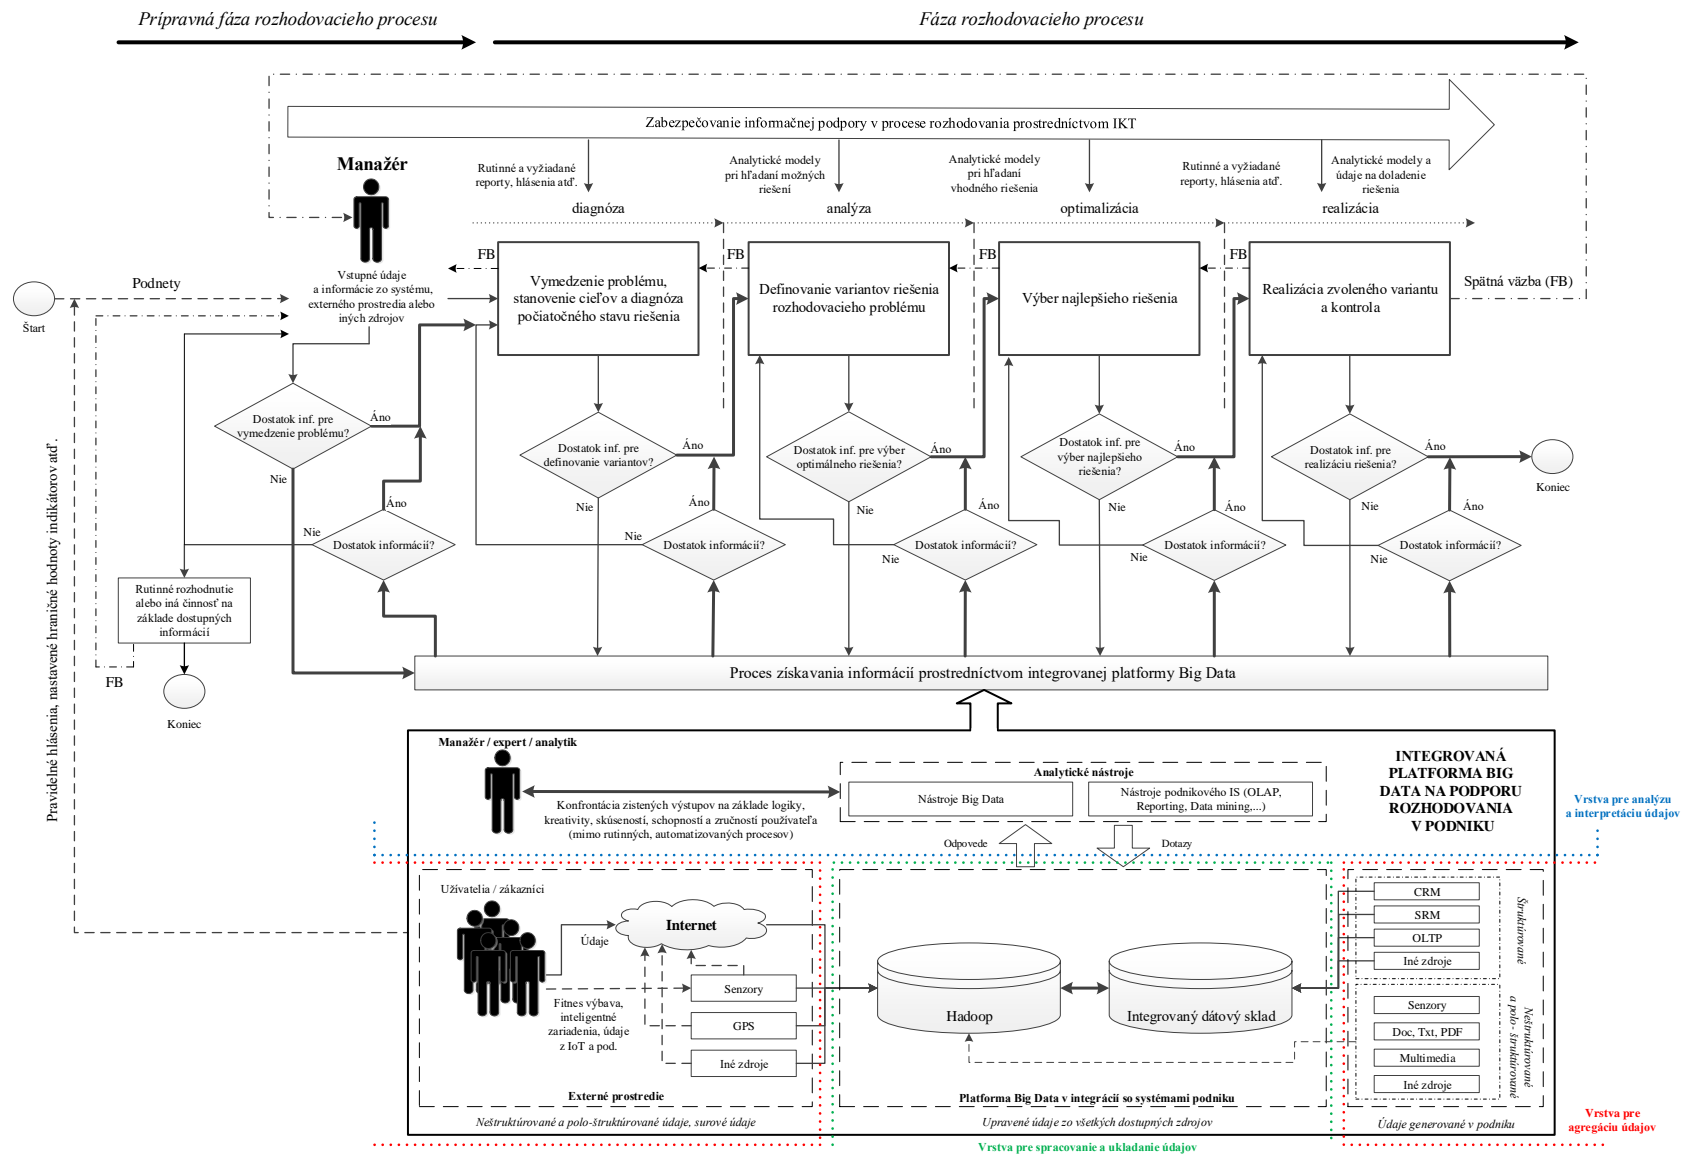 Prípravná fáza rozhodovacieho procesu
Fáza rozhodovacieho procesu
Zabezpečovanie informačnej podpory v procese rozhodovania prostredníctvom IKT
Manažér
Rutinné a vyžiadané
reporty, hlásenia atď.
Analytické modely
pri hľadaní možných
riešení
Analytické modely
pri hľadaní
vhodného riešenia
Rutinné a vyžiadané
reporty, hlásenia atď.
Analytické modely a
údaje na doladenie
riešenia
diagnóza
analýza
optimalizácia
realizácia
Štart
Podnety
Vstupné údaje
a informácie zo systému,
externého prostredia alebo
iných zdrojov
FB
Vymedzenie problému,
stanovenie cieľov a diagnóza
počiatočného stavu riešenia
FB
Definovanie variantov riešenia
rozhodovacieho problému
FB
Výber najlepšieho riešenia
FB
Realizácia zvoleného variantu
a kontrola
Spätná väzba (FB)
Dostatok inf. pre
vymedzenie problému?
Áno
Nie
Dostatok inf. pre
definovanie variantov?
Áno
Nie
Dostatok inf. pre výber
optimálneho riešenia?
Áno
Nie
Dostatok inf. pre
výber najlepšieho
riešenia?
Áno
Nie
Dostatok inf. pre
realizáciu riešenia?
Áno
Nie
Koniec
Dostatok informácií?
Áno
Nie
Dostatok informácií?
Áno
Nie
Dostatok informácií?
Áno
Nie
Dostatok informácií?
Áno
Nie
Dostatok informácií?
Áno
Nie
Rutinné rozhodnutie
alebo iná činnosť na
základe dostupných
informácií
FB
Koniec
Pravidelné hlásenia, nastavené hraničné hodnoty indikátorov atď.
Proces získavania informácií prostredníctvom integrovanej platformy Big Data
Manažér / expert / analytik
Konfrontácia zistených výstupov na základe logiky,
kreativity, skúsenosti, schopností a zručností používateľa
(mimo rutinných, automatizovaných procesov)
Analytické nástroje
Nástroje Big Data
Nástroje podnikového IS (OLAP,
Reporting, Data mining,...)
INTEGROVANÁ
PLATFORMA BIG
DATA NA PODPORU
ROZHODOVANIA
V PODNIKU
Vrstva pre analýzu
a interpretáciu údajov
Odpovede
Dotazy
Užívatelia / zákazníci
Údaje
Internet
Fitnes výbava,
inteligentné
zariadenia, údaje
z IoT a pod.
Senzory
GPS
Iné zdroje
Externé prostredie
Hadoop
Integrovaný dátový sklad
Platforma Big Data v integrácií so systémami podniku
CRM
SRM
OLTP
Iné zdroje
Štruktúrované
Senzory
Doc, Txt, PDF
Multimedia
Iné zdroje
Neštruktúrované
a polo- štruktúrované
Neštruktúrované a polo-štruktúrované údaje, surové údaje
Upravené údaje zo všetkých dostupných zdrojov
Údaje generované v podniku
Vrstva pre
agregáciu údajov
Vrstva pre spracovanie a ukladanie údajov